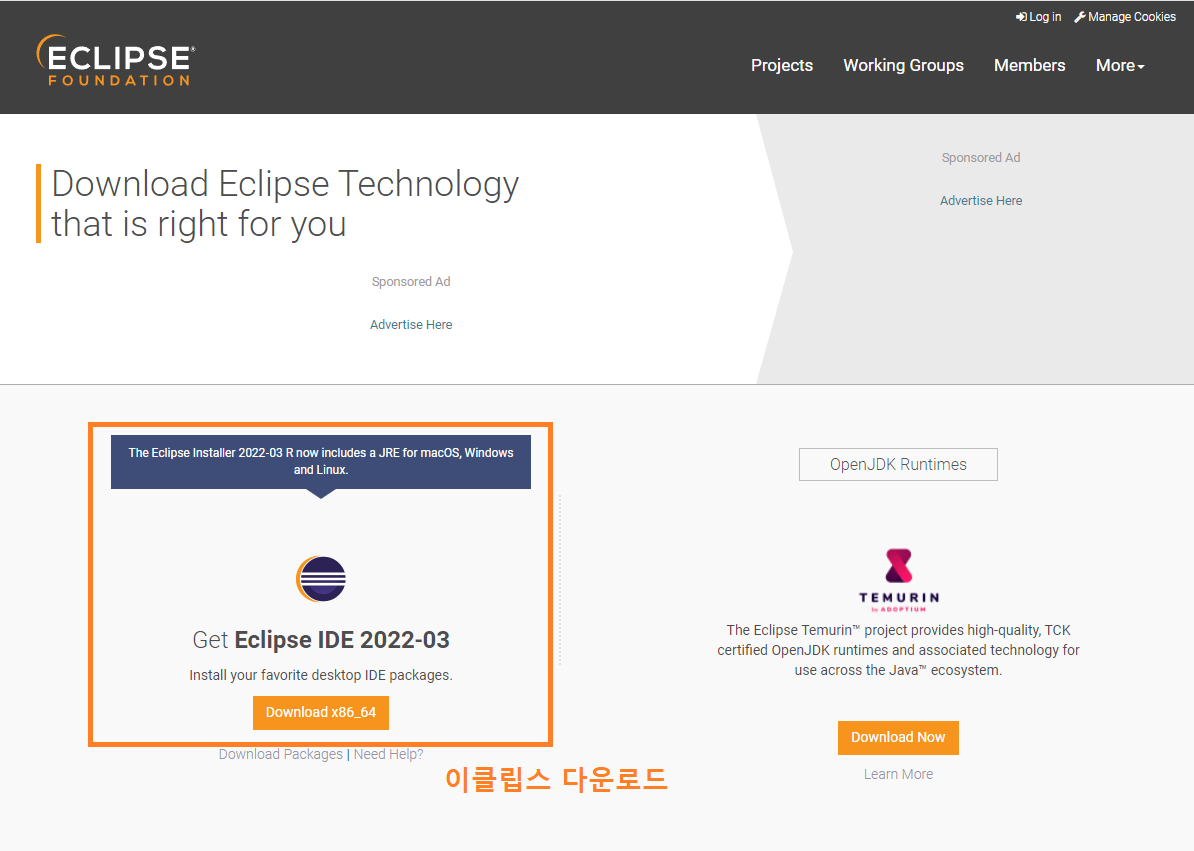 Log in Manage Cookies
ECLIPSE®
FOUNDATION
Projects Working Groups Members More
Download Eclipse Technology
that is right for you
Sponsored Ad
Advertise Here
Sponsored Ad
Advertise Here
The Eclipse Installer 2022-03 R now includes a JRE for macOS, Windows
and Linux.
Get Eclipse IDE 2022-03
Install your favorite desktop IDE packages.
Download x86_64
Download Packages | Need Help?
이클립스 다운로드
OpenJDK Runtimes
TEMURIN
by ADOPTIUM
The Eclipse Temurin™ project provides high-quality, TCK
certified OpenJDK runtimes and associated technology for
use across the Java™ ecosystem.
Download Now
Learn More